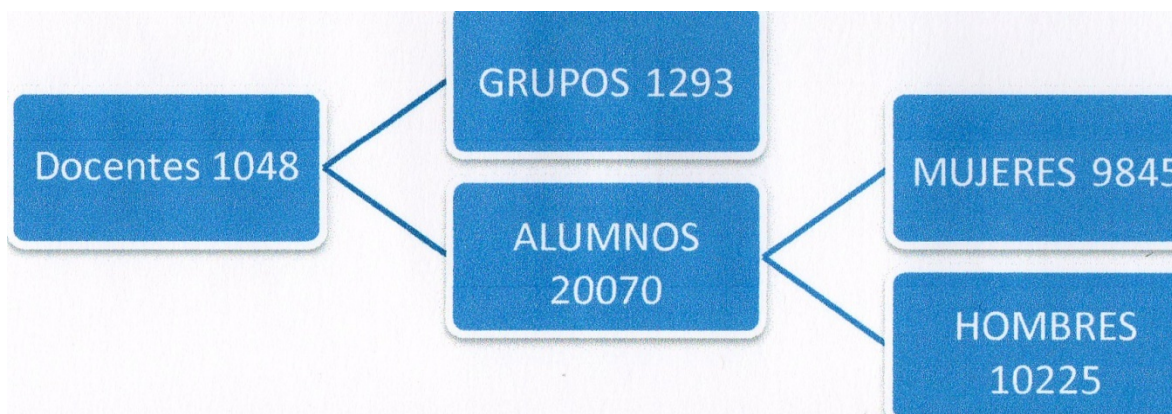 GRUPOS 1293
Docentes 1048
MUJERES 9845
ALUMNOS
20070
HOMBRES
10225